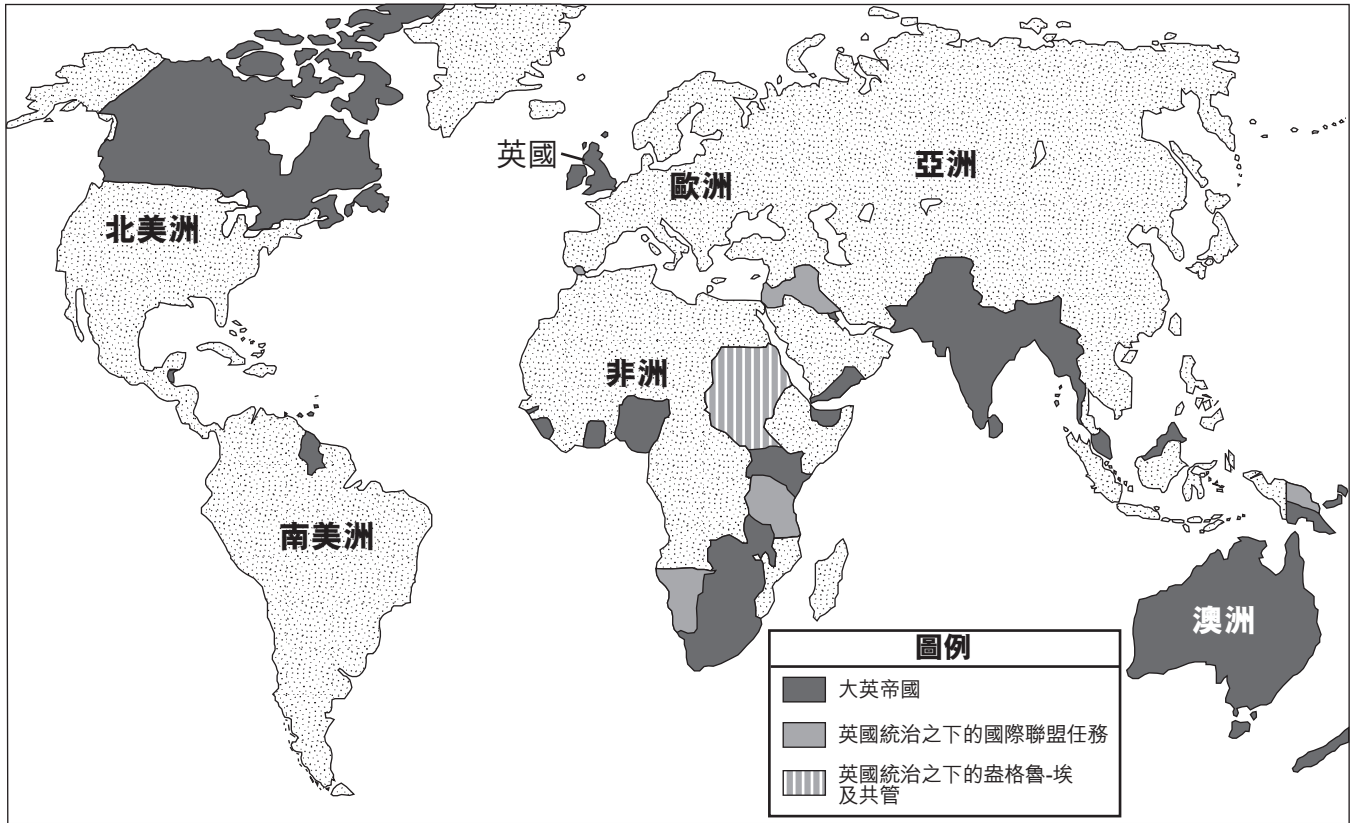 英國
歐洲
亞洲
北美洲
非洲
南美洲
澳洲
圖例
大英帝國
英國統治之下的國際聯盟任務
英國統治之下的盎格魯-埃
及共管